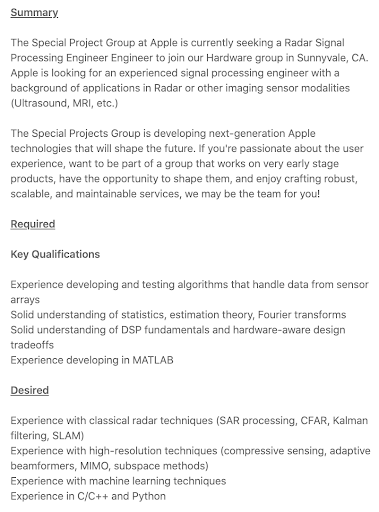 Summary
The Special Project Group at Apple is currently seeking a Radar Signal
Processing Engineer Engineer to join our Hardware group in Sunnyvale, CA.
Apple is looking for an experienced signal processing engineer with a
background of applications in Radar or other imaging sensor modalities
(Ultrasound, MRI, etc.)
The Special Projects Group is developing next-generation Apple
technologies that will shape the future. If you're passionate about the user
experience, want to be part of a group that works on very early stage
products, have the opportunity to shape them, and enjoy crafting robust,
scalable, and maintainable services, we may be the team for you!
Required
Key Qualifications
Experience developing and testing algorithms that handle data from sensor
arrays
Solid understanding of statistics, estimation theory, Fourier transforms
Solid understanding of DSP fundamentals and hardware-aware design
tradeoffs
Experience developing in MATLAB
Desired
Experience with classical radar techniques (SAR processing, CFAR, Kalman
filtering, SLAM)
Experience with high-resolution techniques (compressive sensing, adaptive
beamformers, MIMO, subspace methods)
Experience with machine learning techniques
Experience in C/C++ and Python